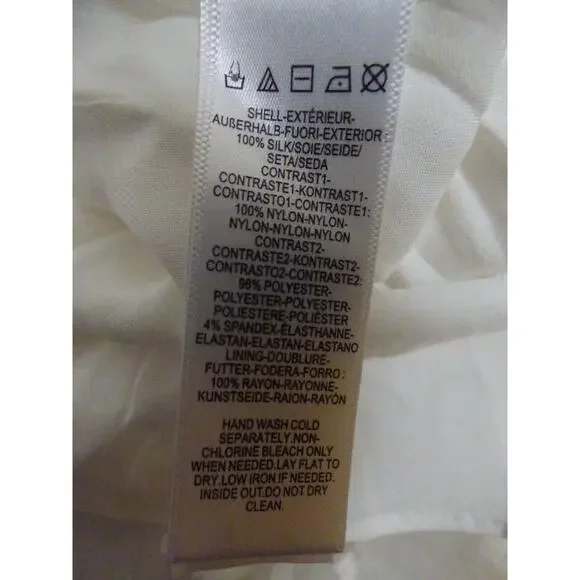 SHELL-EXTÉRIEUR-
AUßERHALB-FUORI-EXTERIOR :
100% SILK/SOIE/SEIDE/
SETA/SEDA
CONTRAST1-
CONTRASTE1-KONTRAST1-
CONTRASTO1-CONTRASTE1:
100% NYLON-NYLON-
NYLON-NYLON-NYLON
CONTRAST2-
CONTRASTE2-KONTRAST2-
CONTRASTO2-CONTRASTE2:
96% POLYESTER-
POLYESTER-POLYESTER-
POLIESTERE-POLIÉSTER
4% SPANDEX-ÉLASTHANNE-
ELASTAN-ELASTAN-ELASTANO
LINING-DOUBLURE-
FUTTER-FODERA-FORRO :
100% RAYON-RAYONNE-
KUNSTSEIDE-RAION-RAYÓN
HAND WASH COLD
SEPARATELY.NON-
CHLORINE BLEACH ONLY
WHEN NEEDED.LAY FLAT TO
DRY.LOW IRON IF NEEDED.
INSIDE OUT.DO NOT DRY
CLEAN.